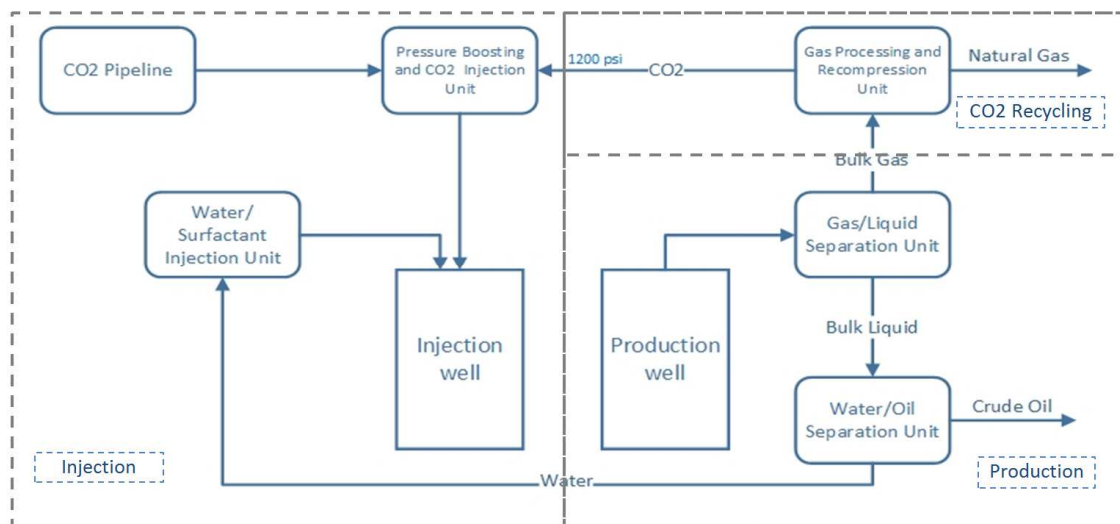 CO2 Pipeline
Pressure Boosting
and CO2 Injection
Unit
1200 psi
CO2
Gas Processing and
Recompression
Unit
Natural Gas
CO2 Recycling
Bulk Gas
Water/
Surfactant
Injection Unit
Gas/Liquid
Separation Unit
Injection
well
Production
well
Bulk Liquid
Water/Oil
Separation Unit
Crude Oil
Injection
Water
Production